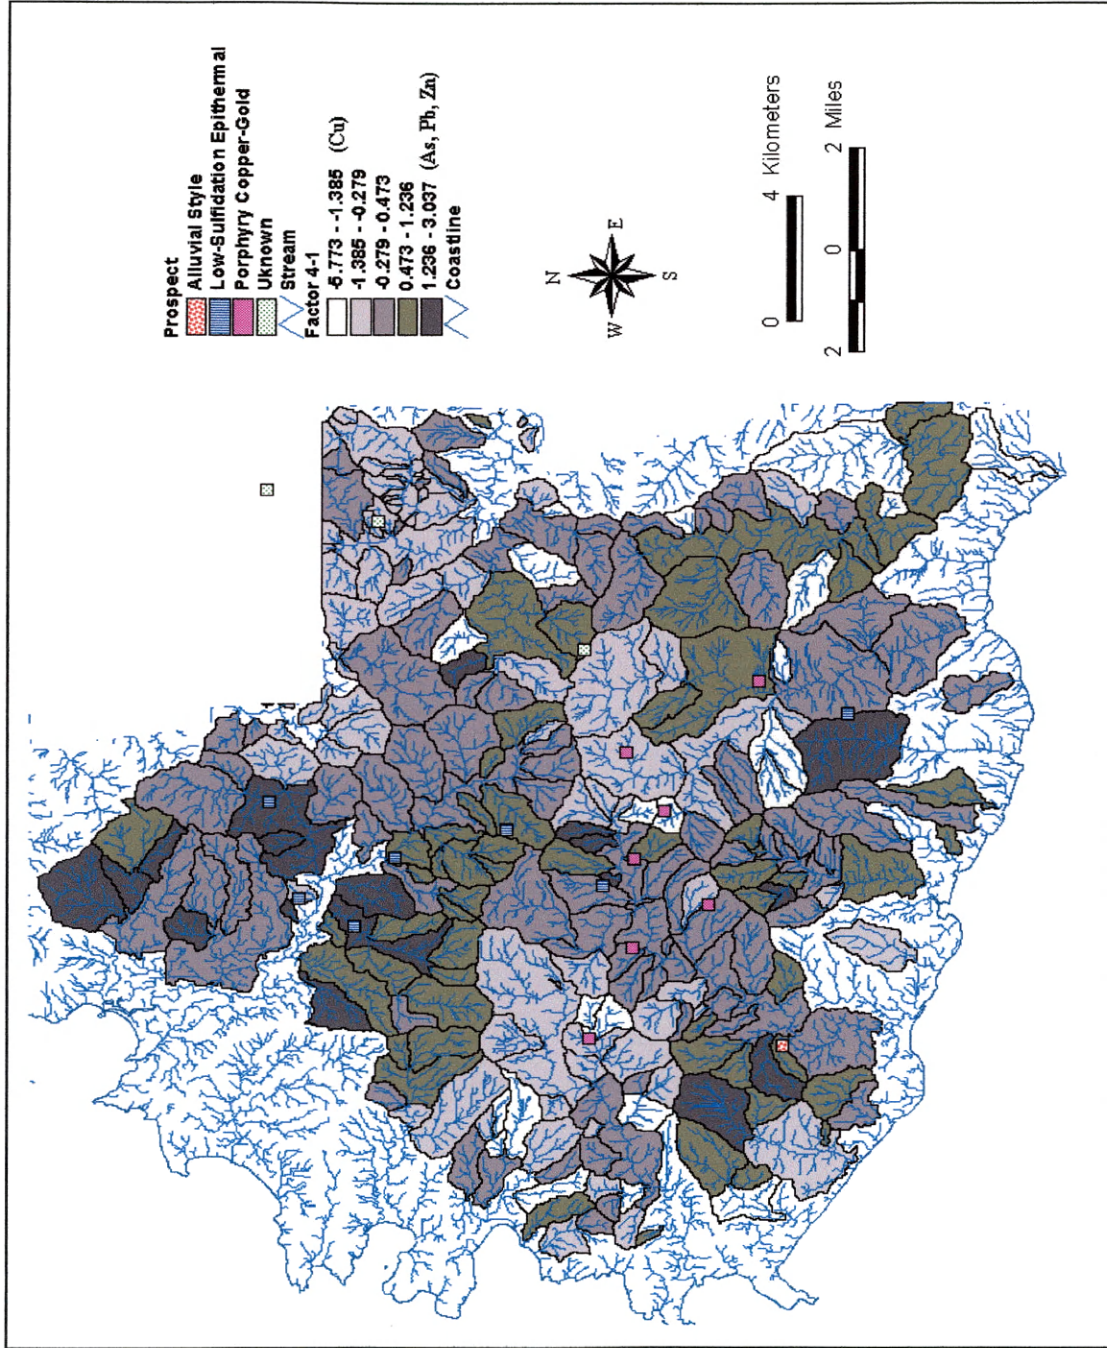 Prospect
Alluvial Style
Low-Sulfidation Epithermal
Porphyry Copper-Gold
Uknown
Stream
Factor 4-1
-5.773 - -1.385 (Cu)
-1.385 - -0.279
-0.279 - 0.473
0.473 - 1.236
1.236 - 3.037 (As, Pb, Zn)
Coastline
N
W E
S
0 4 Kilometers
2 0 2 Miles